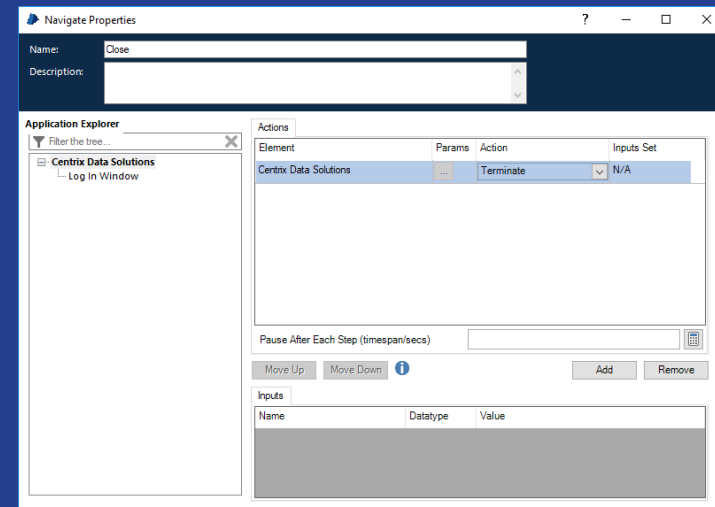 Navigate Properties
?
Name:
Close
Description:
Application Explorer
Filter the tree...
Centrix Data Solutions
Log In Window
Actions
Element Params Action Inputs Set
Centrix Data Solutions ... Terminate N/A
Pause After Each Step (timespan/secs)
Move Up Move Down i Add Remove
Inputs
Name Datatype Value